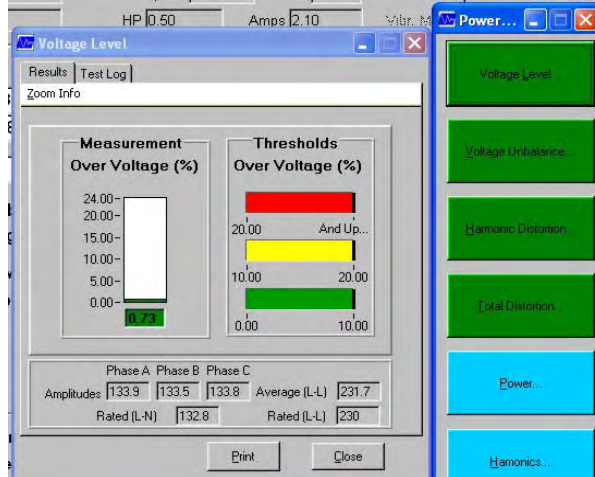 HP 0.50 Amps 2.10 Vibr. M
Voltage Level
Results Test Log
Zoom Info
Measurement
Over Voltage (%)
24.00
20.00
15.00
10.00
5.00
0.00
0.73
Thresholds
Over Voltage (%)
20.00 And Up...
10.00 20.00
0.00 10.00
Phase A Phase B Phase C
Amplitudes 133.9 133.5 133.8 Average (L-L) 231.7
Rated (L-N) 132.8 Rated (L-L) 230
Print Close
Power...
Voltage Level...
Voltage Unbalance...
Harmonic Distortion...
Total Distortion...
Power...
Hamonics...